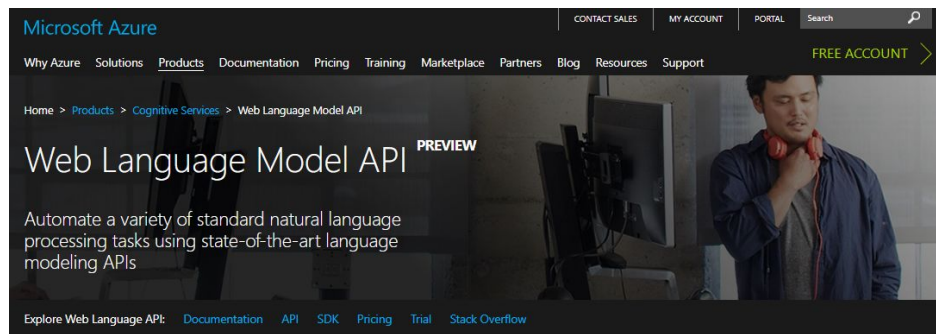 Microsoft Azure
CONTACT SALES MY ACCOUNT PORTAL Search
FREE ACCOUNT
Why Azure Solutions Products Documentation Pricing Training Marketplace Partners Blog Resources Support
Home > Products > Cognitive Services > Web Language Model API
Web Language Model API PREVIEW
Automate a variety of standard natural language
processing tasks using state-of-the-art language
modeling APIs
Explore Web Language API: Documentation API SDK Pricing Trial Stack Overflow